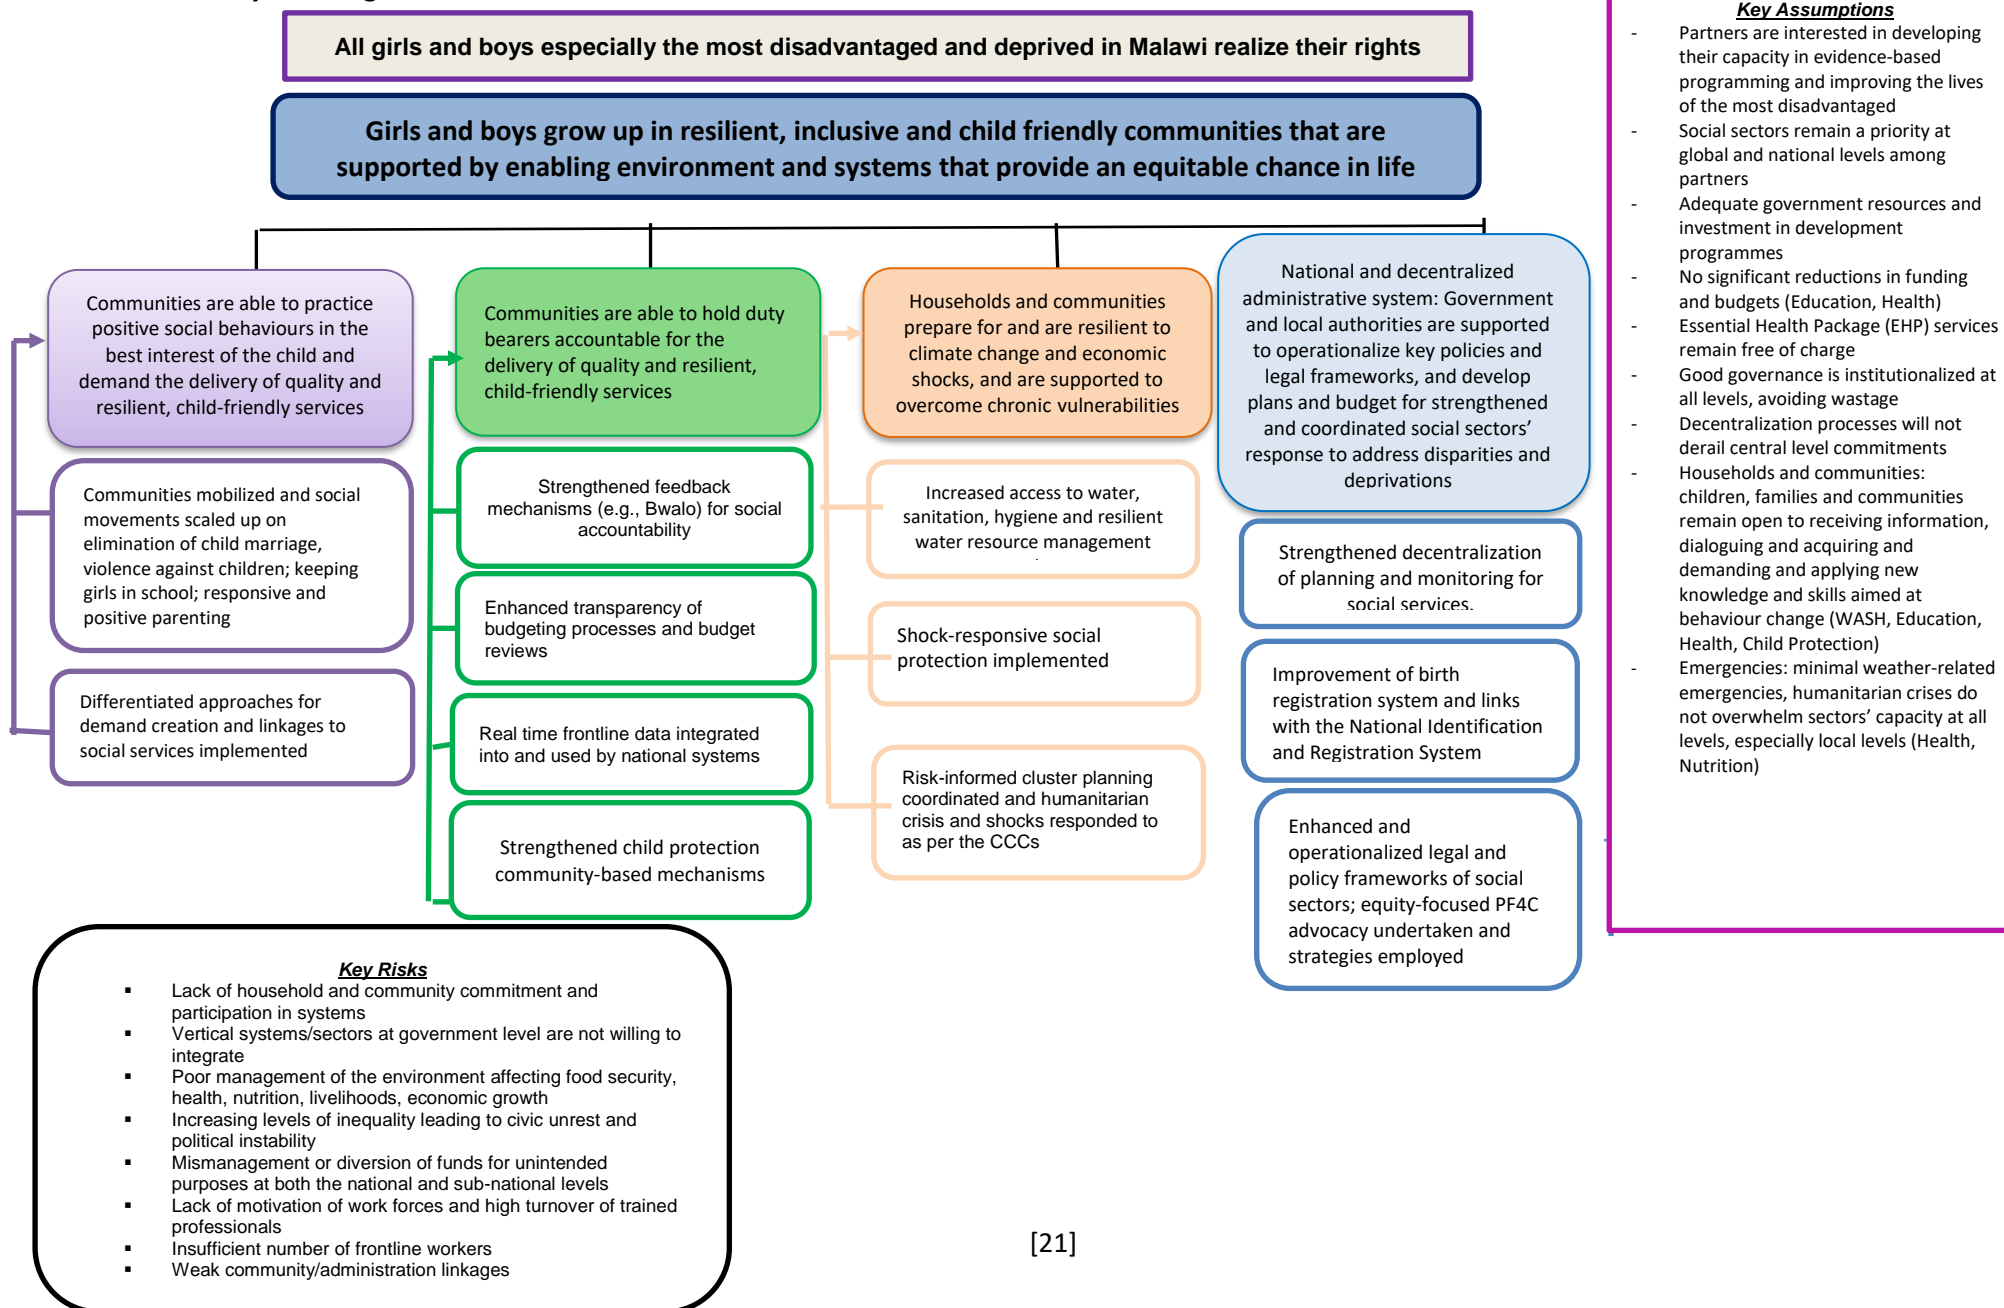 All girls and boys especially the most disadvantaged and deprived in Malawi realize their rights
Girls and boys grow up in resilient, inclusive and child friendly communities that are
supported by enabling environment and systems that provide an equitable chance in life
Communities are able to practice
positive social behaviours in the
best interest of the child and
demand the delivery of quality and
resilient, child-friendly services
Communities mobilized and social
movements scaled up on
elimination of child marriage,
violence against children; keeping
girls in school; responsive and
positive parenting
Differentiated approaches for
demand creation and linkages to
social services implemented
Communities are able to hold duty
bearers accountable for the
delivery of quality and resilient,
child-friendly services
Strengthened feedback
mechanisms (e.g., Bwalo) for social
accountability
Enhanced transparency of
budgeting processes and budget
reviews
Real time frontline data integrated
into and used by national systems
Strengthened child protection
community-based mechanisms
Households and communities
prepare for and are resilient to
climate change and economic
shocks, and are supported to
overcome chronic vulnerabilities
Increased access to water,
sanitation, hygiene and resilient
water resource management
Shock-responsive social
protection implemented
Risk-informed cluster planning
coordinated and humanitarian
crisis and shocks responded to
as per the CCCs
National and decentralized
administrative system: Government
and local authorities are supported
to operationalize key policies and
legal frameworks, and develop
plans and budget for strengthened
and coordinated social sectors’
response to address disparities and
deprivations
Strengthened decentralization
of planning and monitoring for
social services.
Improvement of birth
registration system and links
with the National Identification
and Registration System
Enhanced and
operationalized legal and
policy frameworks of social
sectors; equity-focused PF4C
advocacy undertaken and
strategies employed
Key Assumptions
- Partners are interested in developing
their capacity in evidence-based
programming and improving the lives
of the most disadvantaged
- Social sectors remain a priority at
global and national levels among
partners
- Adequate government resources and
investment in development
programmes
- No significant reductions in funding
and budgets (Education, Health)
- Essential Health Package (EHP) services
remain free of charge
- Good governance is institutionalized at
all levels, avoiding wastage
- Decentralization processes will not
derail central level commitments
- Households and communities:
children, families and communities
remain open to receiving information,
dialoguing and acquiring and
demanding and applying new
knowledge and skills aimed at
behaviour change (WASH, Education,
Health, Child Protection)
- Emergencies: minimal weather-related
emergencies, humanitarian crises do
not overwhelm sectors’ capacity at all
levels, especially local levels (Health,
Nutrition)
Key Risks
▪ Lack of household and community commitment and
participation in systems
▪ Vertical systems/sectors at government level are not willing to
integrate
▪ Poor management of the environment affecting food security,
health, nutrition, livelihoods, economic growth
▪ Increasing levels of inequality leading to civic unrest and
political instability
▪ Mismanagement or diversion of funds for unintended
purposes at both the national and sub-national levels
▪ Lack of motivation of work forces and high turnover of trained
professionals
▪ Insufficient number of frontline workers
▪ Weak community/administration linkages
[21]